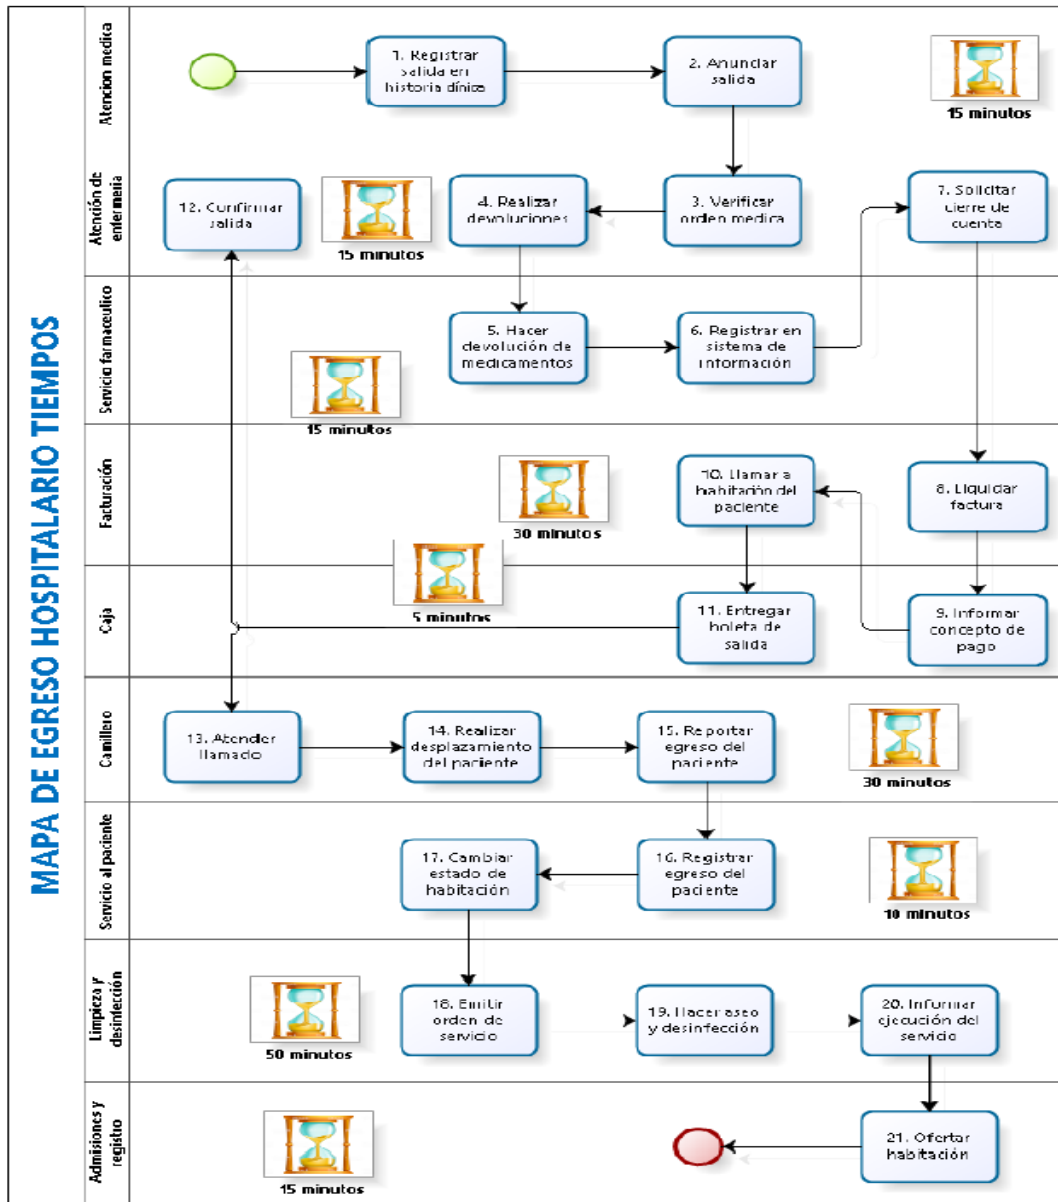 MAPA DE EGRESO HOSPITALARIO TIEMPOS
Atencion medica
1. Registrar
salida en
historia clínica
2. Anunciar
salida
15 minutos
Atención de
enfermeria
12. Confirmar
salida
15 minutos
4. Realizar
devoluciones
3. Verificar
orden medica
7. Solicitar
cierre de
cuenta
Servicio farmaceutico
15 minutos
5. Hacer
devolución de
medicamentos
6. Registrar en
sistema de
información
Facturación
30 minutos
10. Llamar a
habitación del
paciente
8. Liquidar
factura
Caja
5 minutos
11. Entregar
boleta de
salida
9. Informar
concepto de
pago
Camillero
13. Atender
llamado
14. Realizar
desplazamiento
del paciente
15. Reportar
egreso del
paciente
30 minutos
Servicio al paciente
17. Cambiar
estado de
habitación
16. Registrar
egreso del
paciente
10 minutos
Limpieza y
desinfección
50 minutos
18. Emitir
orden de
servicio
19. Hacer aseo
y desinfección
20. Informar
ejecución del
servicio
Admisiones y
registro
15 minutos
21. Ofertar
habitación